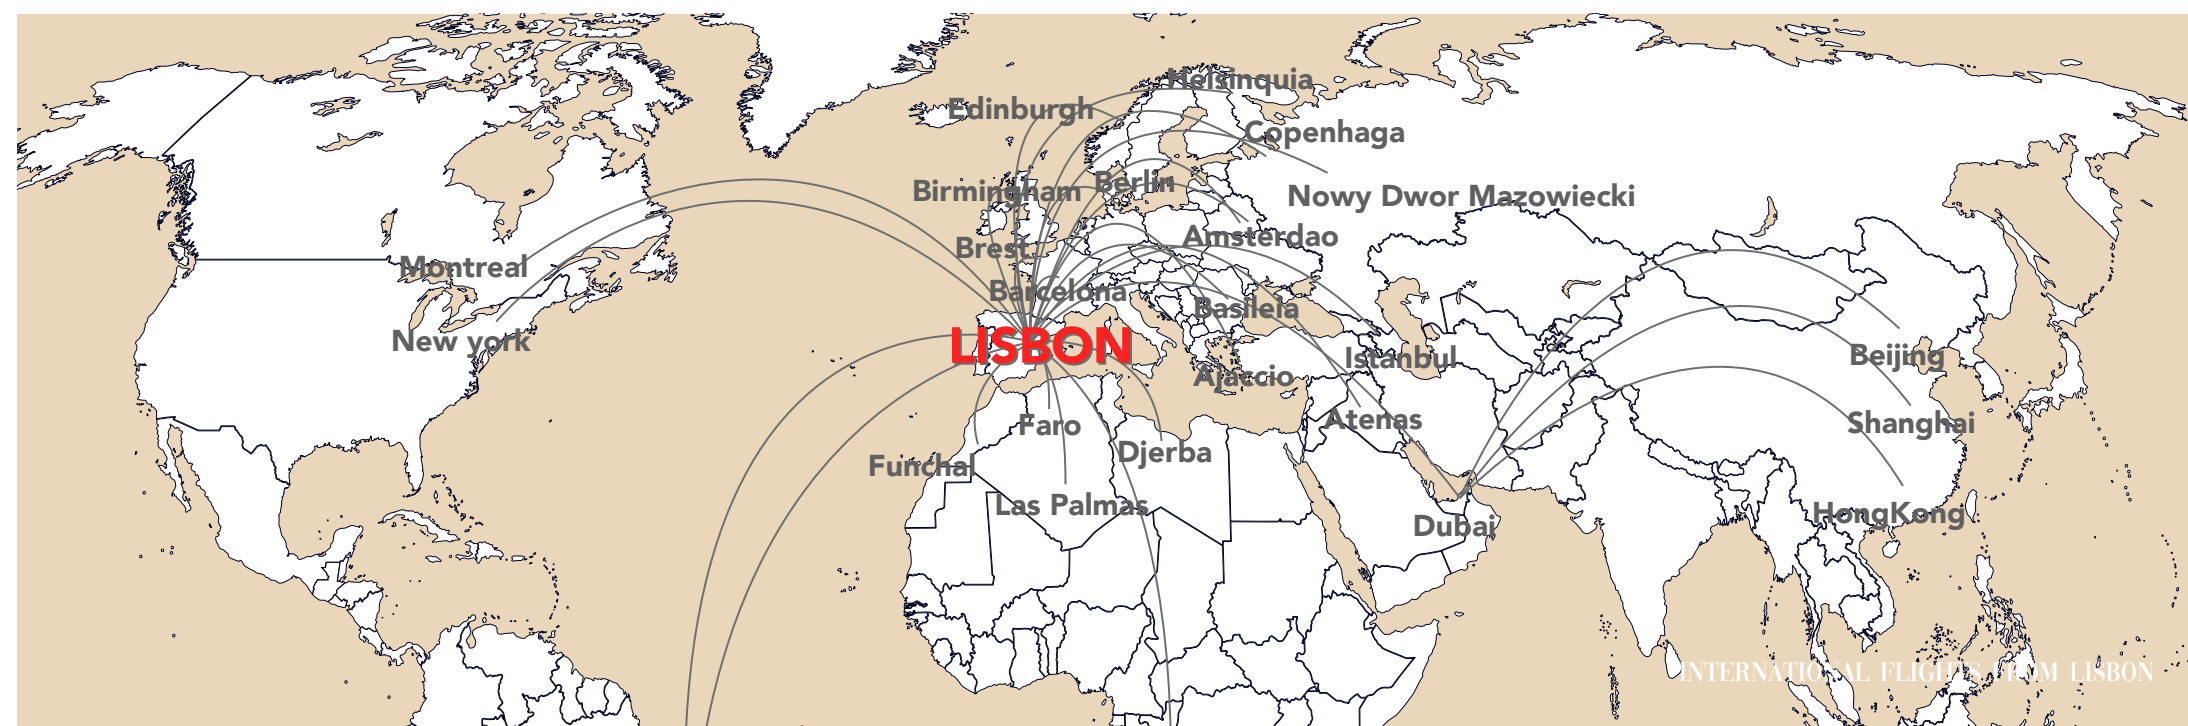 Helsinquia
Edinburgh
Copenhaga
Birmingham
Berlin
Nowy Dwor Mazowiecki
Amsterdao
Brest
Montreal
Barcelona
Basileia
New york
LISBON
Istanbul
Beijing
Ajaccio
Faro
Atenas
Shanghai
Djerba
Funchal
Las Palmas
HongKong
Dubai
INTERNATIONAL FLIGHTS FROM LISBON